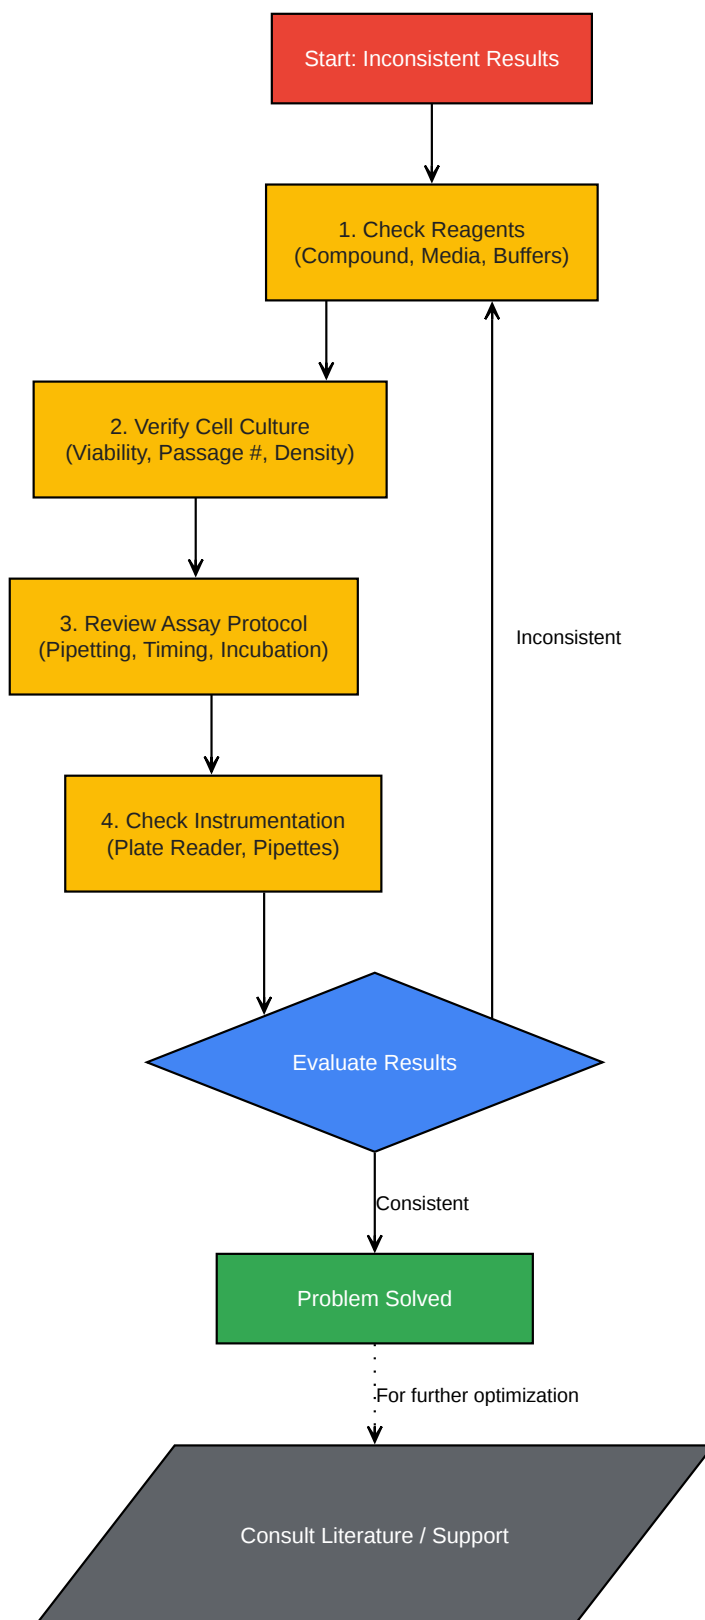 Start: Inconsistent Results
1. Check Reagents
(Compound, Media, Buffers)
2. Verify Cell Culture
(Viability, Passage #, Density)
3. Review Assay Protocol
(Pipetting, Timing, Incubation)
Inconsistent
4. Check Instrumentation
(Plate Reader, Pipettes)
Evaluate Results
Consistent
Problem Solved
For further optimization
Consult Literature / Support